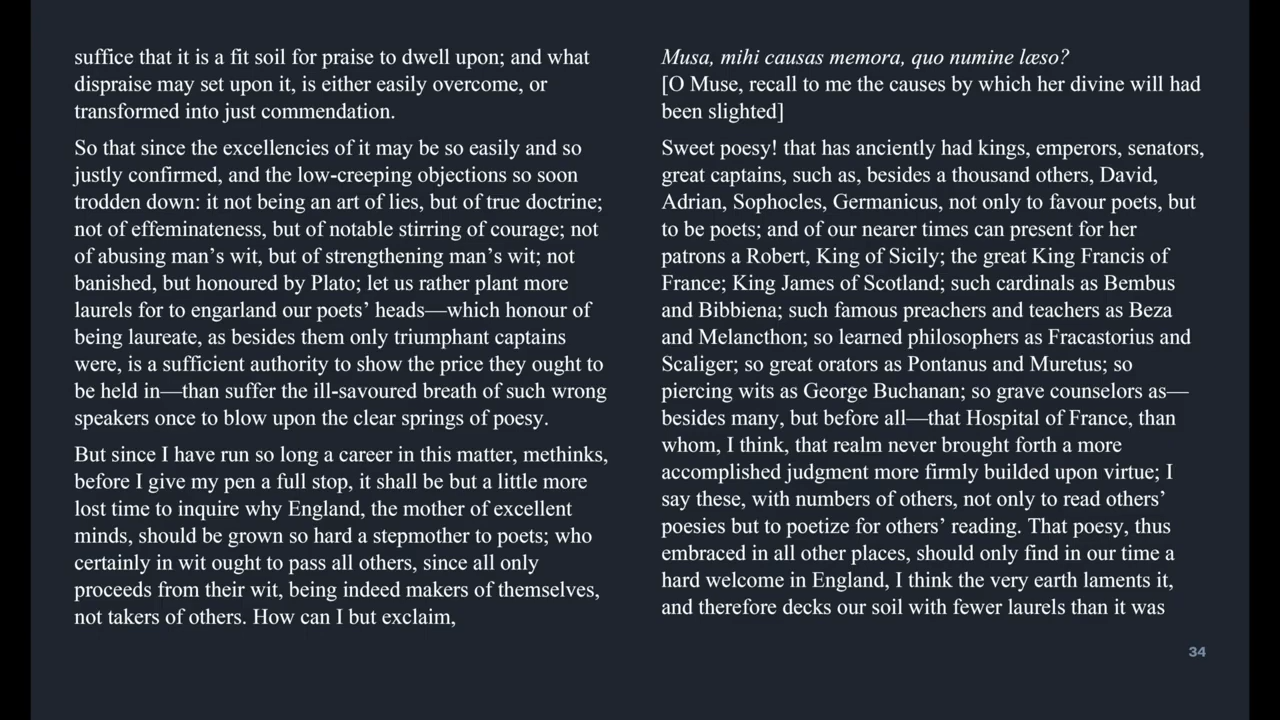 suffice that it is a fit soil for praise to dwell upon; and what
dispraise may set upon it, is either easily overcome, or
transformed into just commendation.
So that since the excellencies of it may be so easily and so
justly confirmed, and the low-creeping objections so soon
trodden down: it not being an art of lies, but of true doctrine;
not of effeminateness, but of notable stirring of courage; not
of abusing man’s wit, but of strengthening man’s wit; not
banished, but honoured by Plato; let us rather plant more
laurels for to engarland our poets’ heads—which honour of
being laureate, as besides them only triumphant captains
were, is a sufficient authority to show the price they ought to
be held in—than suffer the ill-savoured breath of such wrong
speakers once to blow upon the clear springs of poesy.
But since I have run so long a career in this matter, methinks,
before I give my pen a full stop, it shall be but a little more
lost time to inquire why England, the mother of excellent
minds, should be grown so hard a stepmother to poets; who
certainly in wit ought to pass all others, since all only
proceeds from their wit, being indeed makers of themselves,
not takers of others. How can I but exclaim,
Musa, mihi causas memora, quo numine læso?
[O Muse, recall to me the causes by which her divine will had
been slighted]
Sweet poesy! that has anciently had kings, emperors, senators,
great captains, such as, besides a thousand others, David,
Adrian, Sophocles, Germanicus, not only to favour poets, but
to be poets; and of our nearer times can present for her
patrons a Robert, King of Sicily; the great King Francis of
France; King James of Scotland; such cardinals as Bembus
and Bibbiena; such famous preachers and teachers as Beza
and Melancthon; so learned philosophers as Fracastorius and
Scaliger; so great orators as Pontanus and Muretus; so
piercing wits as George Buchanan; so grave counselors as—
besides many, but before all—that Hospital of France, than
whom, I think, that realm never brought forth a more
accomplished judgment more firmly builded upon virtue; I
say these, with numbers of others, not only to read others’
poesies but to poetize for others’ reading. That poesy, thus
embraced in all other places, should only find in our time a
hard welcome in England, I think the very earth laments it,
and therefore decks our soil with fewer laurels than it was
34